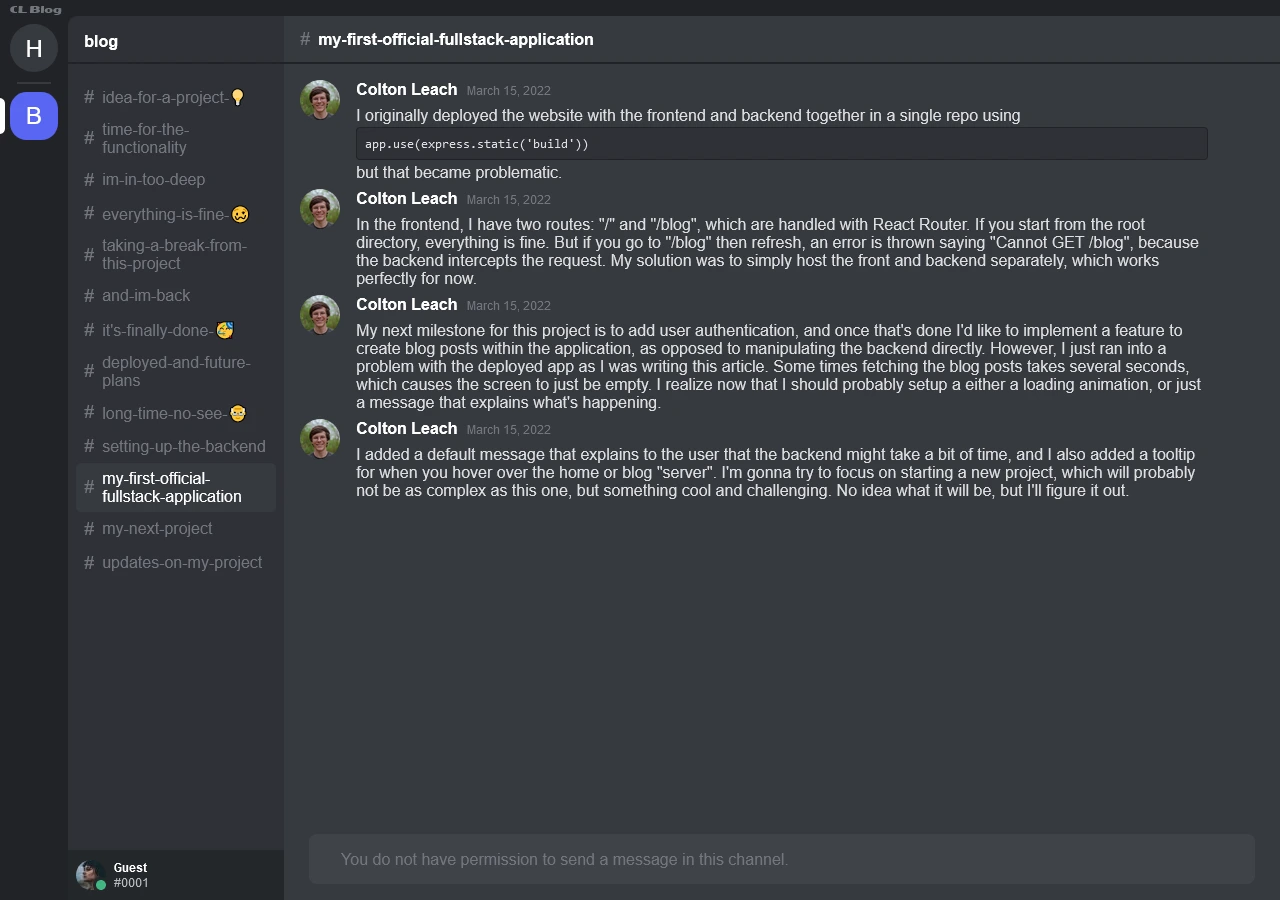 CL Blog
H
B
blog
# idea-for-a-project-💡
# time-for-the-
functionality
# im-in-too-deep
# everything-is-fine-🥴
# taking-a-break-from-
this-project
# and-im-back
# it's-finally-done-🥳
# deployed-and-future-
plans
# long-time-no-see-🤓
# setting-up-the-backend
# my-first-official-
fullstack-application
# my-next-project
# updates-on-my-project
Guest
#0001
# my-first-official-fullstack-application
Colton Leach March 15, 2022
I originally deployed the website with the frontend and backend together in a single repo using
app.use(express.static('build'))
but that became problematic.
Colton Leach March 15, 2022
In the frontend, I have two routes: "/" and "/blog", which are handled with React Router. If you start from the root
directory, everything is fine. But if you go to "/blog" then refresh, an error is thrown saying "Cannot GET /blog", because
the backend intercepts the request. My solution was to simply host the front and backend separately, which works
perfectly for now.
Colton Leach March 15, 2022
My next milestone for this project is to add user authentication, and once that's done I'd like to implement a feature to
create blog posts within the application, as opposed to manipulating the backend directly. However, I just ran into a
problem with the deployed app as I was writing this article. Some times fetching the blog posts takes several seconds,
which causes the screen to just be empty. I realize now that I should probably setup a either a loading animation, or just
a message that explains what's happening.
Colton Leach March 15, 2022
I added a default message that explains to the user that the backend might take a bit of time, and I also added a tooltip
for when you hover over the home or blog "server". I'm gonna try to focus on starting a new project, which will probably
not be as complex as this one, but something cool and challenging. No idea what it will be, but I'll figure it out.
You do not have permission to send a message in this channel.